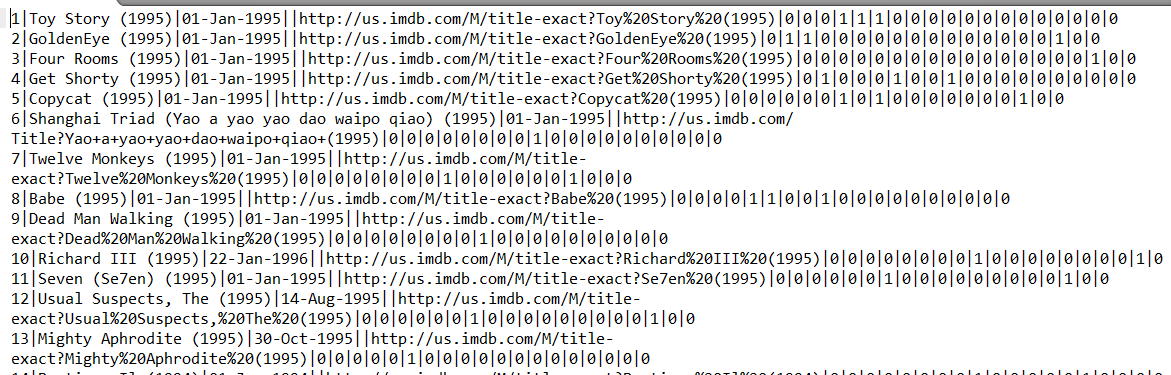 1|Toy Story (1995)|01-Jan-1995||http://us.imdb.com/M/title-exact?Toy%20Story%20(1995)|0|0|0|1|1|1|0|0|0|0|0|0|0|0|0|0|0|0|0
2|GoldenEye (1995)|01-Jan-1995||http://us.imdb.com/M/title-exact?GoldenEye%20(1995)|0|1|1|0|0|0|0|0|0|0|0|0|0|0|0|0|1|0|0
3|Four Rooms (1995)|01-Jan-1995||http://us.imdb.com/M/title-exact?Four%20Rooms%20(1995)|0|0|0|0|0|0|0|0|0|0|0|0|0|0|0|0|1|0|0
4|Get Shorty (1995)|01-Jan-1995||http://us.imdb.com/M/title-exact?Get%20Shorty%20(1995)|0|1|0|0|0|1|0|0|1|0|0|0|0|0|0|0|0|0|0
5|Copycat (1995)|01-Jan-1995||http://us.imdb.com/M/title-exact?Copycat%20(1995)|0|0|0|0|0|0|1|0|1|0|0|0|0|0|0|0|1|0|0
6|Shanghai Triad (Yao a yao yao dao waipo qiao) (1995)|01-Jan-1995||http://us.imdb.com/
Title?Yao+a+yao+yao+dao+waipo+qiao+(1995)|0|0|0|0|0|0|0|0|1|0|0|0|0|0|0|0|0|0|0
7|Twelve Monkeys (1995)|01-Jan-1995||http://us.imdb.com/M/title-
exact?Twelve%20Monkeys%20(1995)|0|0|0|0|0|0|0|0|1|0|0|0|0|0|0|1|0|0|0
8|Babe (1995)|01-Jan-1995||http://us.imdb.com/M/title-exact?Babe%20(1995)|0|0|0|0|1|1|0|0|1|0|0|0|0|0|0|0|0|0|0
9|Dead Man Walking (1995)|01-Jan-1995||http://us.imdb.com/M/title-
exact?Dead%20Man%20Walking%20(1995)|0|0|0|0|0|0|0|0|1|0|0|0|0|0|0|0|0|0|0
10|Richard III (1995)|22-Jan-1996||http://us.imdb.com/M/title-exact?Richard%20III%20(1995)|0|0|0|0|0|0|0|0|1|0|0|0|0|0|0|0|0|1|0
11|Seven (Se7en) (1995)|01-Jan-1995||http://us.imdb.com/M/title-exact?Se7en%20(1995)|0|0|0|0|0|0|1|0|0|0|0|0|0|0|0|0|1|0|0
12|Usual Suspects, The (1995)|14-Aug-1995||http://us.imdb.com/M/title-
exact?Usual%20Suspects,%20The%20(1995)|0|0|0|0|0|0|1|0|0|0|0|0|0|0|0|0|1|0|0
13|Mighty Aphrodite (1995)|30-Oct-1995||http://us.imdb.com/M/title-
exact?Mighty%20Aphrodite%20(1995)|0|0|0|0|0|1|0|0|0|0|0|0|0|0|0|0|0|0|0